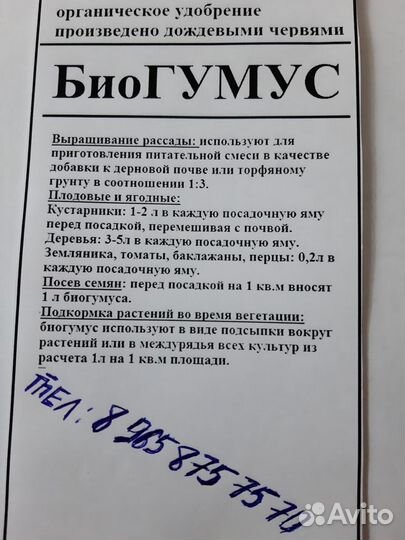 органическое удобрение
произведено дождевыми червями
БиоГУМУС
Выращивание рассады: используют для
приготовления питательной смеси в качестве
добавки к дерновой почве или торфяному
грунту в соотношении 1:3.
Плодовые и ягодные:
Кустарники: 1-2 л в каждую посадочную яму
перед посадкой, перемешивая с почвой.
Деревья: 3-5л в каждую посадочную яму.
Земляника, томаты, баклажаны, перцы: 0,2л в
каждую посадочную яму.
Посев семян: перед посадкой на 1 кв.м вносят
1 л биогумуса.
Подкормка растений во время вегетации:
биогумус используют в виде подсыпки вокруг
растений или в междурядья всех культур из
расчета 1л на 1 кв.м площади.
ТЕЛ: 8 965 875 75 70
Avito